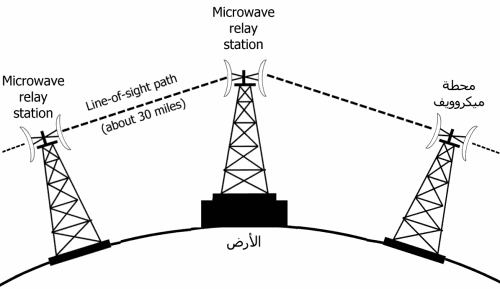 Microwave
relay
station
Microwave
relay
station
Line-of-sight path
(about 30 miles)
محطة
ميكروويف
الأرض